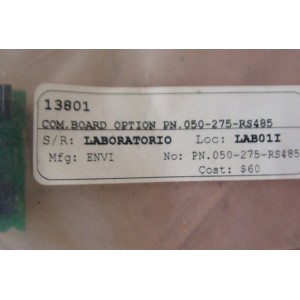 13801
COM.BOARD OPTION PN.050-275-RS485
S/R: LABORATORIO Loc: LAB01I
Mfg: ENVI No: PN.050-275-RS485
Cost: $60